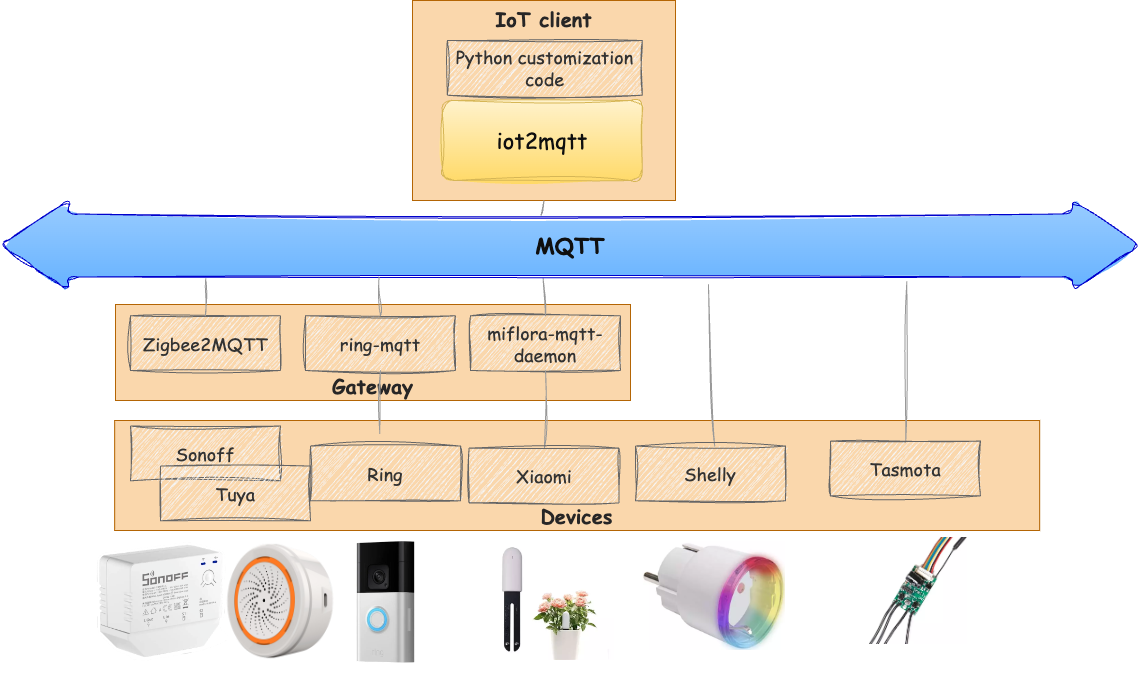 IoT client
Python customization
code
iot2mqtt
MQTT
Zigbee2MQTT
ring-mqtt
miflora-mqtt-
daemon
Gateway
Sonoff
Tuya
Ring
Xiaomi
Shelly
Tasmota
Devices
SONOFF